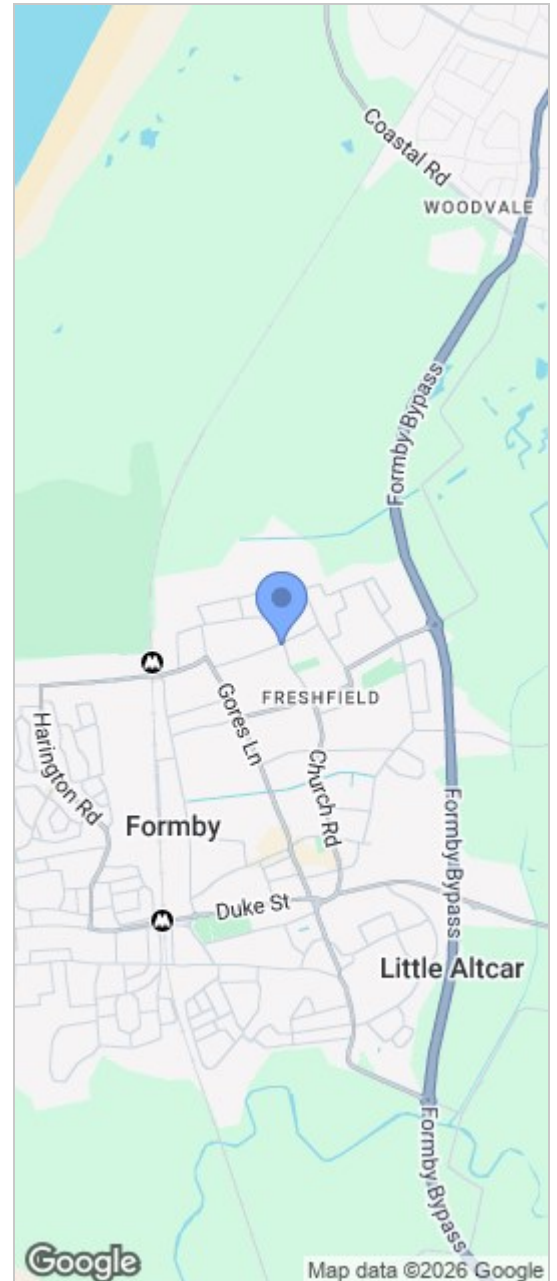 Coastal Rd
WOODVALE
Formby Bypass
FRESHFIELD
Gores Ln
Harington Rd
Church Rd
Formby
Formby Bypass
Duke St
Little Altcar
Formby Bypass
Google
Map data ©2026 Google